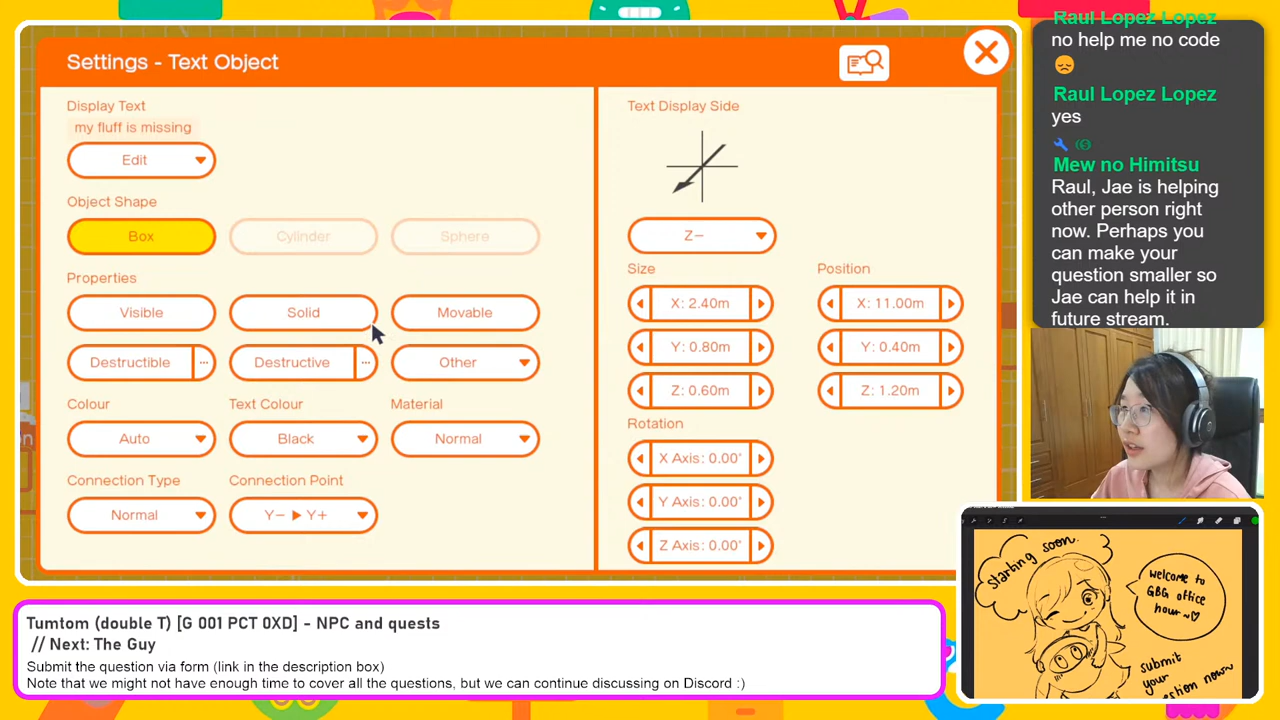 Settings - Text Object
Display Text
my fluff is missing
Edit
Object Shape
Box
Cylinder
Sphere
Properties
Visible
Solid
Movable
Destructible
...
Destructive
...
Other
Colour
Text Colour
Material
Auto
Black
Normal
Connection Type
Connection Point
Normal
Y− ▶ Y+
Text Display Side
Z−
Size
Position
X: 2.40m
X: 11.00m
Y: 0.80m
Y: 0.40m
Z: 0.60m
Z: 1.20m
Rotation
X Axis: 0.00°
Y Axis: 0.00°
Z Axis: 0.00°
Raul Lopez Lopez
no help me no code
Raul Lopez Lopez
yes
Mew no Himitsu
Raul, Jae is helping
other person right
now. Perhaps you
can make your
question smaller so
Jae can help it in
future stream.
starting soon.
welcome to
GBG office
hour ~♡
submit
your
question now~
Tumtom (double T) [G 001 PCT 0XD] - NPC and quests
// Next: The Guy
Submit the question via form (link in the description box)
Note that we might not have enough time to cover all the questions, but we can continue discussing on Discord :)